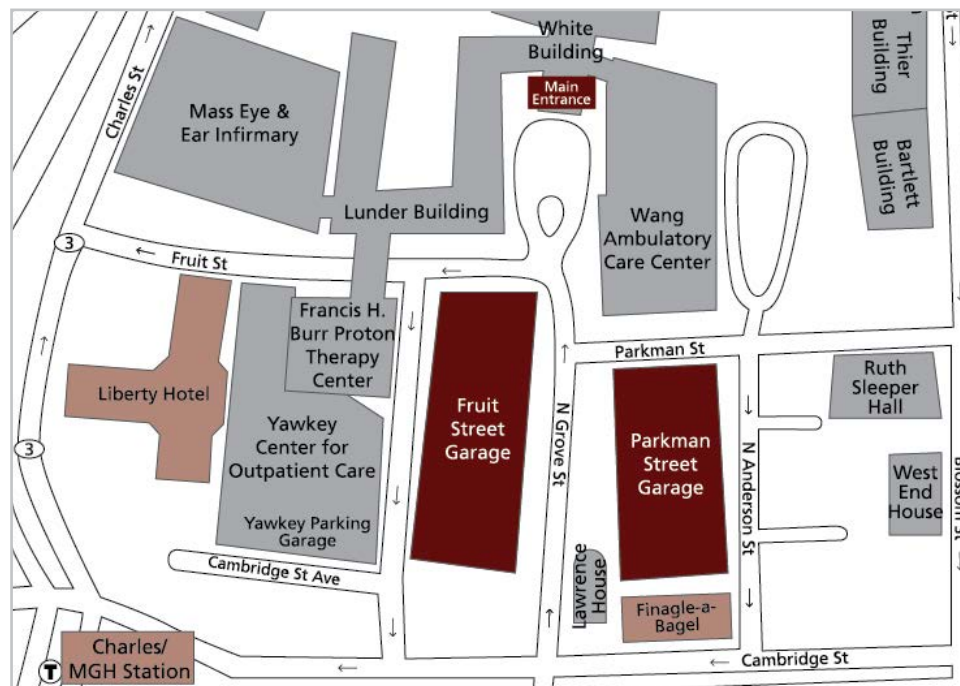 White
Building
Main
Entrance
Thier
Building
Bartlett
Building
Charles St
Mass Eye &
Ear Infirmary
Lunder Building
Wang
Ambulatory
Care Center
3
Fruit St
Francis H.
Burr Proton
Therapy
Center
Parkman St
Liberty Hotel
Yawkey
Center for
Outpatient Care
Yawkey Parking
Garage
Fruit
Street
Garage
N Grove St
Parkman
Street
Garage
N Anderson St
Ruth
Sleeper
Hall
West
End
House
Blossom St
3
Cambridge St Ave
Lawrence
House
Finagle-a-
Bagel
Charles/
MGH Station
T
Cambridge St